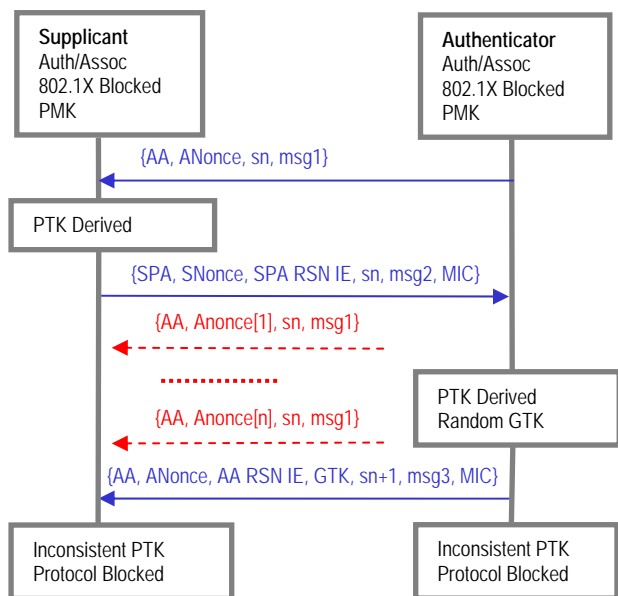 Supplicant
Auth/Assoc
802.1X Blocked
PMK
Authenticator
Auth/Assoc
802.1X Blocked
PMK
{AA, ANonce, sn, msg1}
PTK Derived
{SPA, SNonce, SPA RSN IE, sn, msg2, MIC}
{AA, Anonce[1], sn, msg1}
{AA, Anonce[n], sn, msg1}
PTK Derived
Random GTK
{AA, ANonce, AA RSN IE, GTK, sn+1, msg3, MIC}
Inconsistent PTK
Protocol Blocked
Inconsistent PTK
Protocol Blocked